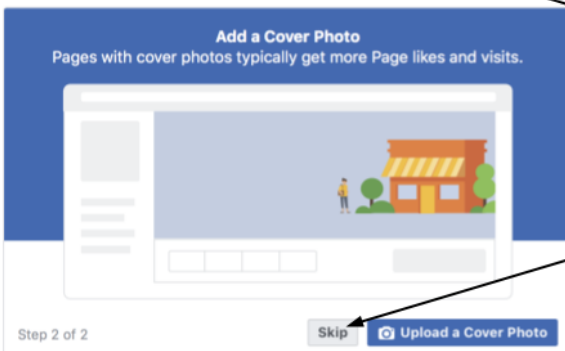 Add a Cover Photo
Pages with cover photos typically get more Page likes and visits.
Step 2 of 2
Skip
Upload a Cover Photo